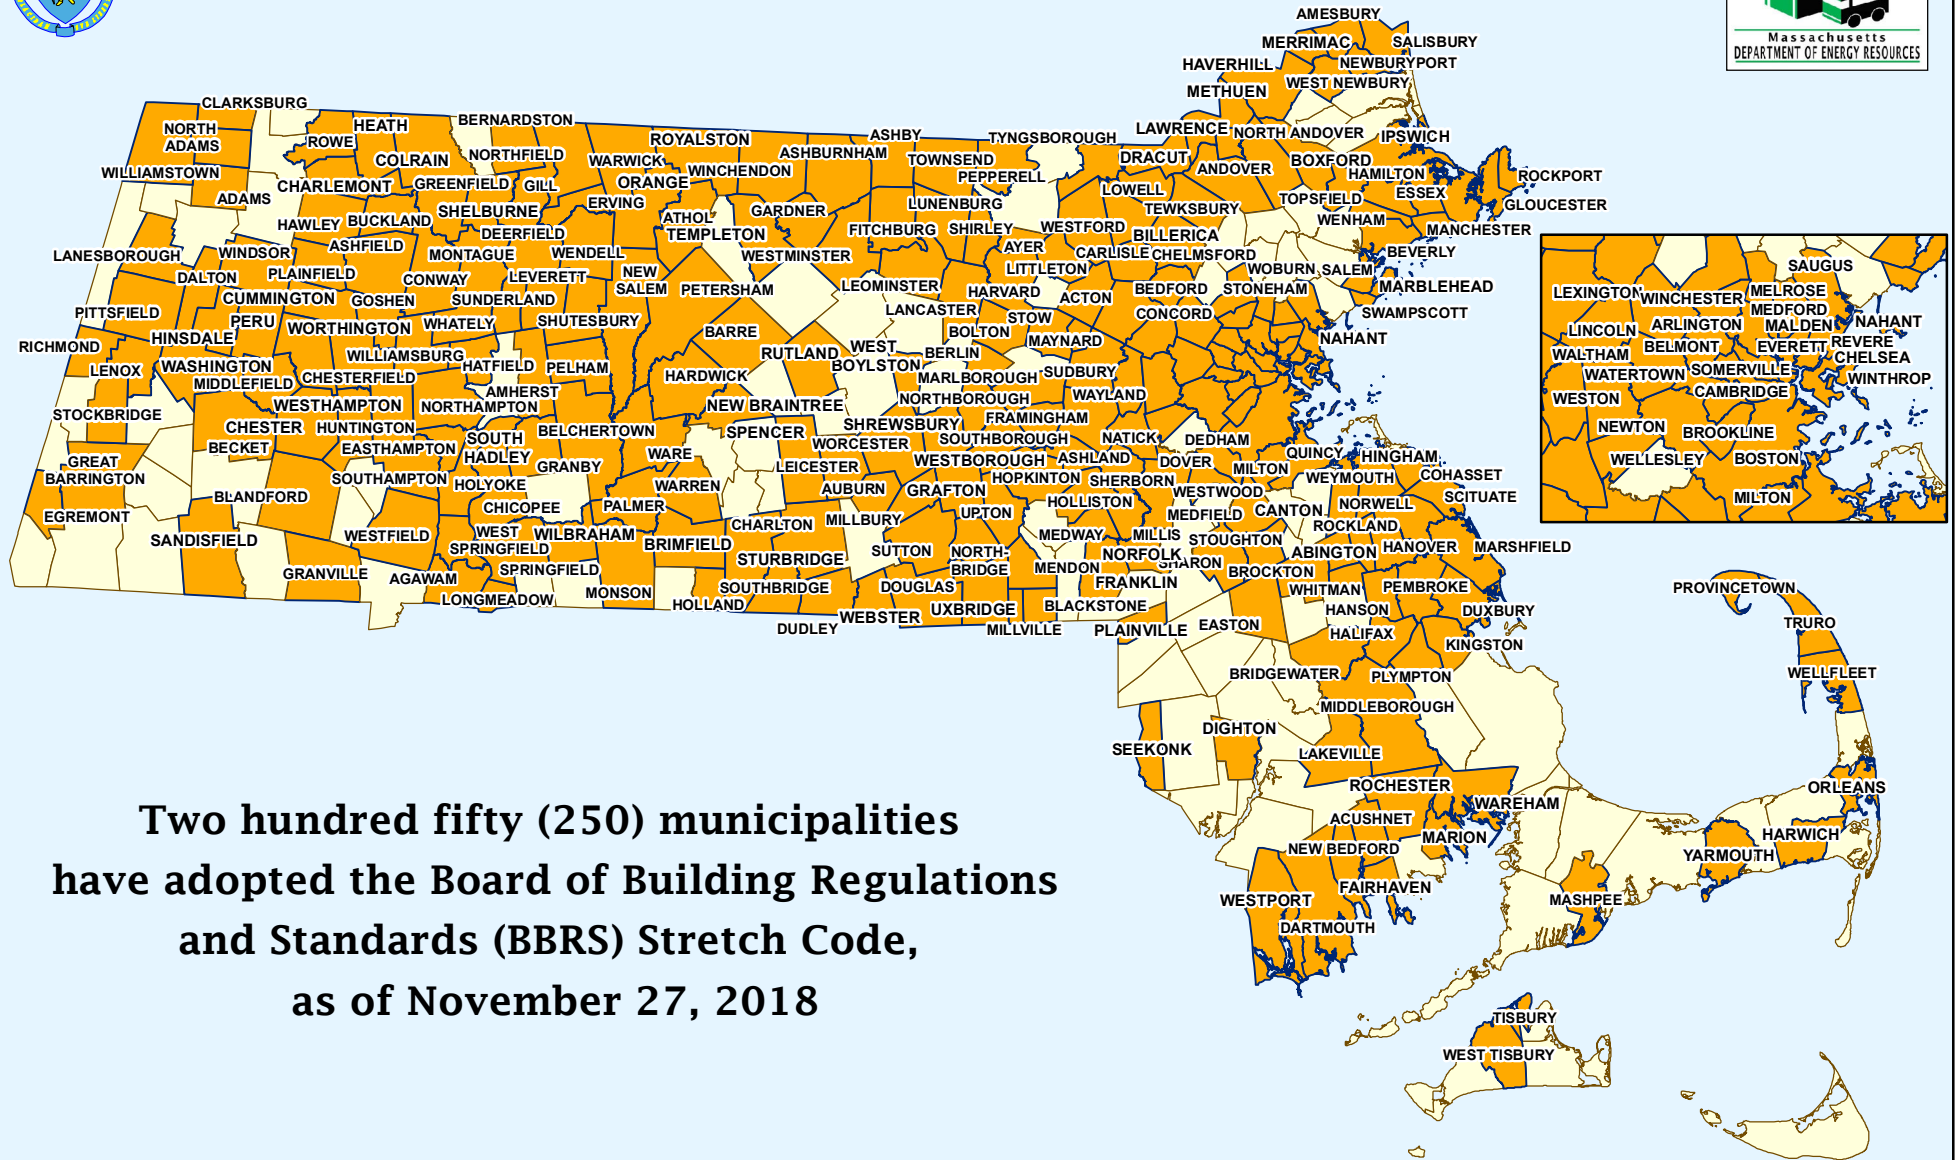 AMESBURY
MERRIMAC
SALISBURY
HAVERHILL
NEWBURYPORT
METHUEN
WEST NEWBURY
Massachusetts
DEPARTMENT OF ENERGY RESOURCES
CLARKSBURG
NORTH
ADAMS
ROWE
HEATH
BERNARDSTON
ROYALSTON
ASHBY
TYNGSBOROUGH
LAWRENCE
NORTH ANDOVER
IPSWICH
WILLIAMSTOWN
COLRAIN
NORTHFIELD
WARWICK
WINCHENDON
ASHBURNHAM
TOWNSEND
PEPPERELL
DRACUT
ANDOVER
BOXFORD
HAMILTON
ROCKPORT
ADAMS
CHARLEMONT
GREENFIELD
GILL
ORANGE
ERVING
LUNENBURG
LOWELL
TOPSFIELD
ESSEX
GLOUCESTER
HAWLEY
BUCKLAND
SHELBURNE
DEERFIELD
ATHOL
TEMPLETON
GARDNER
FITCHBURG
SHIRLEY
WESTFORD
TEWKSBURY
BILLERICA
WENHAM
MANCHESTER
LANESBOROUGH
WINDSOR
ASHFIELD
MONTAGUE
WENDELL
WESTMINSTER
AYER
CARLISLE
CHELMSFORD
BEVERLY
DALTON
PLAINFIELD
CONWAY
LEVERETT
NEW
SALEM
PETERSHAM
LEOMINSTER
LITTLETON
HARVARD
ACTON
BEDFORD
WOBURN
STONEHAM
SALEM
MARBLEHEAD
PITTSFIELD
CUMMINGTON
GOSHEN
SUNDERLAND
LANCASTER
STOW
CONCORD
SWAMPSCOTT
PERU
HINSDALE
WORTHINGTON
WHATELY
SHUTESBURY
BARRE
BOLTON
MAYNARD
NAHANT
RICHMOND
LENOX
WASHINGTON
WILLIAMSBURG
HATFIELD
PELHAM
RUTLAND
WEST
BOYLSTON
BERLIN
SUDBURY
MIDDLEFIELD
CHESTERFIELD
AMHERST
HARDWICK
MARLBOROUGH
STOCKBRIDGE
WESTHAMPTON
NORTHAMPTON
NEW BRAINTREE
NORTHBOROUGH
WAYLAND
CHESTER
HUNTINGTON
BELCHERTOWN
SPENCER
SHREWSBURY
FRAMINGHAM
BECKET
EASTHAMPTON
SOUTH
HADLEY
WARE
WORCESTER
SOUTHBOROUGH
NATICK
DEDHAM
GREAT
BARRINGTON
SOUTHAMPTON
HOLYOKE
GRANBY
LEICESTER
WESTBOROUGH
ASHLAND
DOVER
MILTON
QUINCY
HINGHAM
COHASSET
BLANDFORD
WARREN
AUBURN
GRAFTON
HOPKINTON
SHERBORN
WESTWOOD
WEYMOUTH
SCITUATE
EGREMONT
CHICOPEE
PALMER
CHARLTON
MILLBURY
UPTON
HOLLISTON
MEDFIELD
CANTON
NORWELL
SANDISFIELD
WESTFIELD
WEST
SPRINGFIELD
WILBRAHAM
BRIMFIELD
STURBRIDGE
SUTTON
NORTH-
BRIDGE
MEDWAY
MILLIS
STOUGHTON
ROCKLAND
ABINGTON
HANOVER
MARSHFIELD
GRANVILLE
AGAWAM
SPRINGFIELD
MONSON
SOUTHBRIDGE
DOUGLAS
MENDON
NORFOLK
SHARON
BROCKTON
WHITMAN
PEMBROKE
LONGMEADOW
HOLLAND
DUDLEY
WEBSTER
UXBRIDGE
MILLVILLE
FRANKLIN
BLACKSTONE
PLAINVILLE
EASTON
HANSON
HALIFAX
DUXBURY
KINGSTON
BRIDGEWATER
PLYMPTON
MIDDLEBOROUGH
DIGHTON
SEEKONK
LAKEVILLE
ROCHESTER
WAREHAM
ACUSHNET
MARION
NEW BEDFORD
FAIRHAVEN
WESTPORT
DARTMOUTH
PROVINCETOWN
TRURO
WELLFLEET
ORLEANS
HARWICH
YARMOUTH
MASHPEE
TISBURY
WEST TISBURY
SAUGUS
LEXINGTON
WINCHESTER
MELROSE
MEDFORD
LINCOLN
ARLINGTON
MALDEN
NAHANT
WALTHAM
BELMONT
EVERETT
REVERE
CHELSEA
WATERTOWN
SOMERVILLE
WINTHROP
WESTON
CAMBRIDGE
NEWTON
BROOKLINE
WELLESLEY
BOSTON
MILTON
Two hundred fifty (250) municipalities
have adopted the Board of Building Regulations
and Standards (BBRS) Stretch Code,
as of November 27, 2018